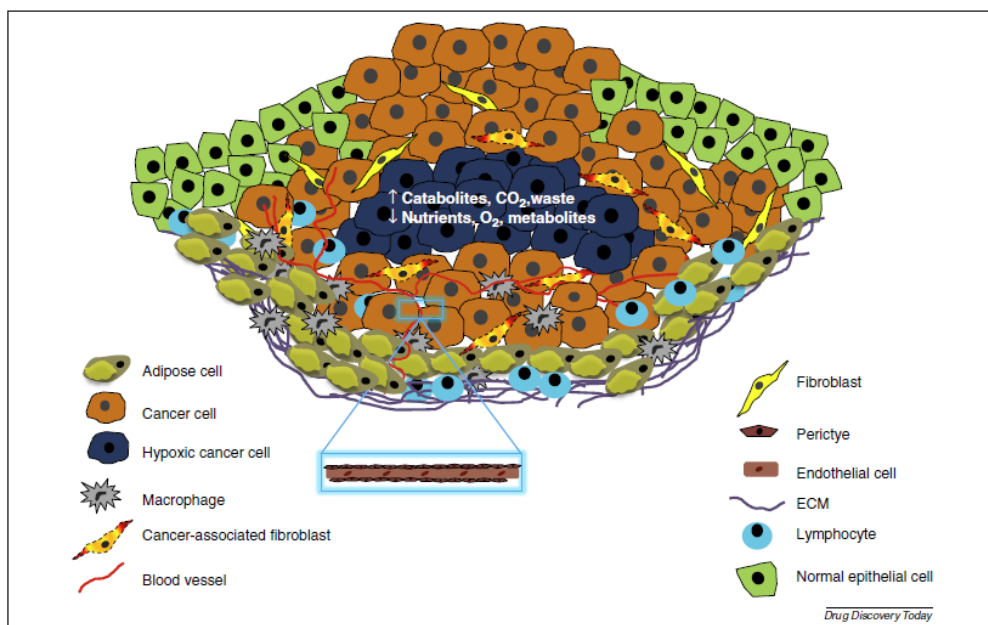 ↑ Catabolites, CO2,waste
↓ Nutrients, O2, metabolites
Adipose cell
Cancer cell
Hypoxic cancer cell
Macrophage
Cancer-associated fibroblast
Blood vessel
Fibroblast
Perictye
Endothelial cell
ECM
Lymphocyte
Normal epithelial cell
Drug Discovery Today